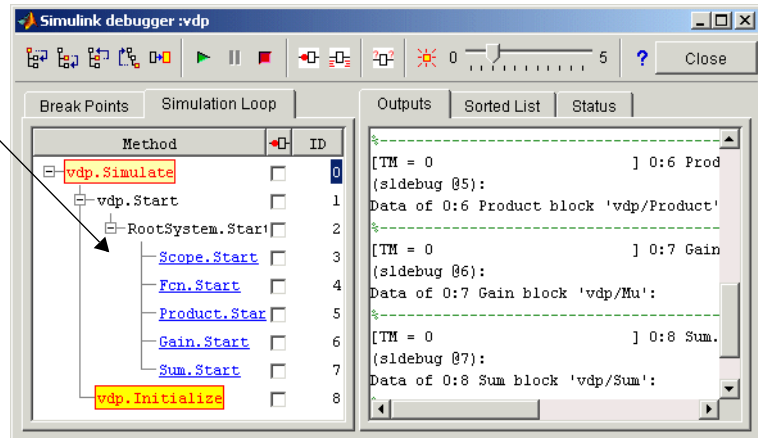 Simulink debugger :vdp
0 5 ? Close
Break Points Simulation Loop
Method ID
vdp.Simulate 0
vdp.Start 1
RootSystem.Start 2
Scope.Start 3
Fcn.Start 4
Product.Star 5
Gain.Start 6
Sum.Start 7
vdp.Initialize 8
Outputs Sorted List Status
%----------------------------------------
[TM = 0 ] 0:6 Prod
(sldebug @5):
Data of 0:6 Product block 'vdp/Product'
%----------------------------------------
[TM = 0 ] 0:7 Gain
(sldebug @6):
Data of 0:7 Gain block 'vdp/Mu':
%----------------------------------------
[TM = 0 ] 0:8 Sum.
(sldebug @7):
Data of 0:8 Sum block 'vdp/Sum':